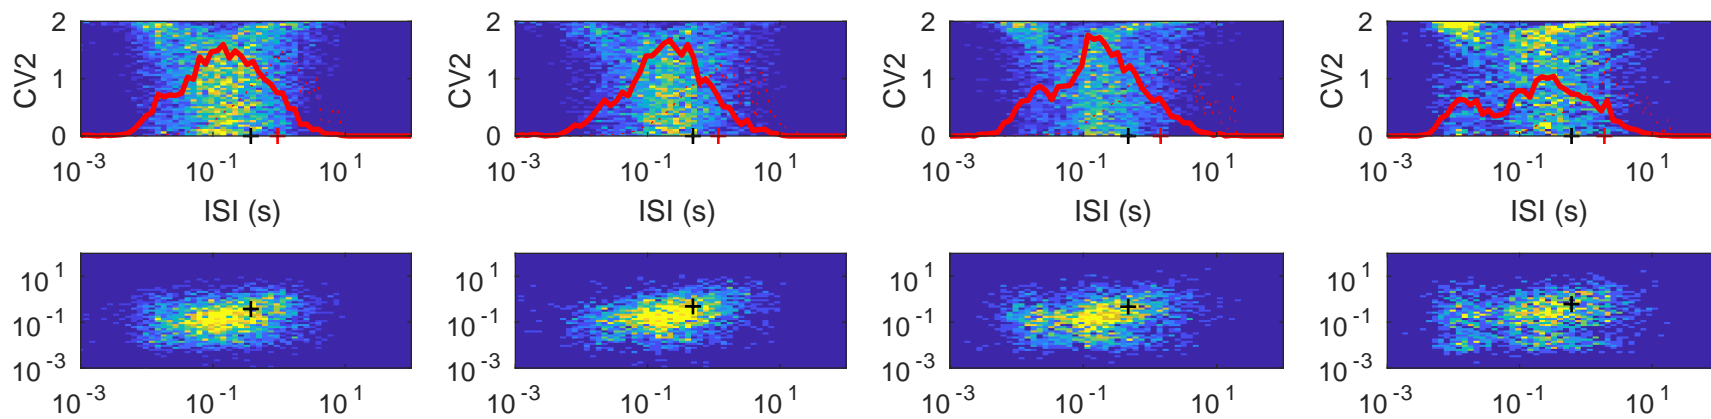 2 2 2 2
CV2 CV2 CV2 CV2
1 1 1 1
0 0 0 0
10^-3 10^-1 10^1 10^-3 10^-1 10^1 10^-3 10^-1 10^1 10^-3 10^-1 10^1
ISI (s) ISI (s) ISI (s) ISI (s)
10^1 10^1 10^1 10^1
10^-1 10^-1 10^-1 10^-1
10^-3 10^-3 10^-3 10^-3
10^-3 10^-1 10^1 10^-3 10^-1 10^1 10^-3 10^-1 10^1 10^-3 10^-1 10^1